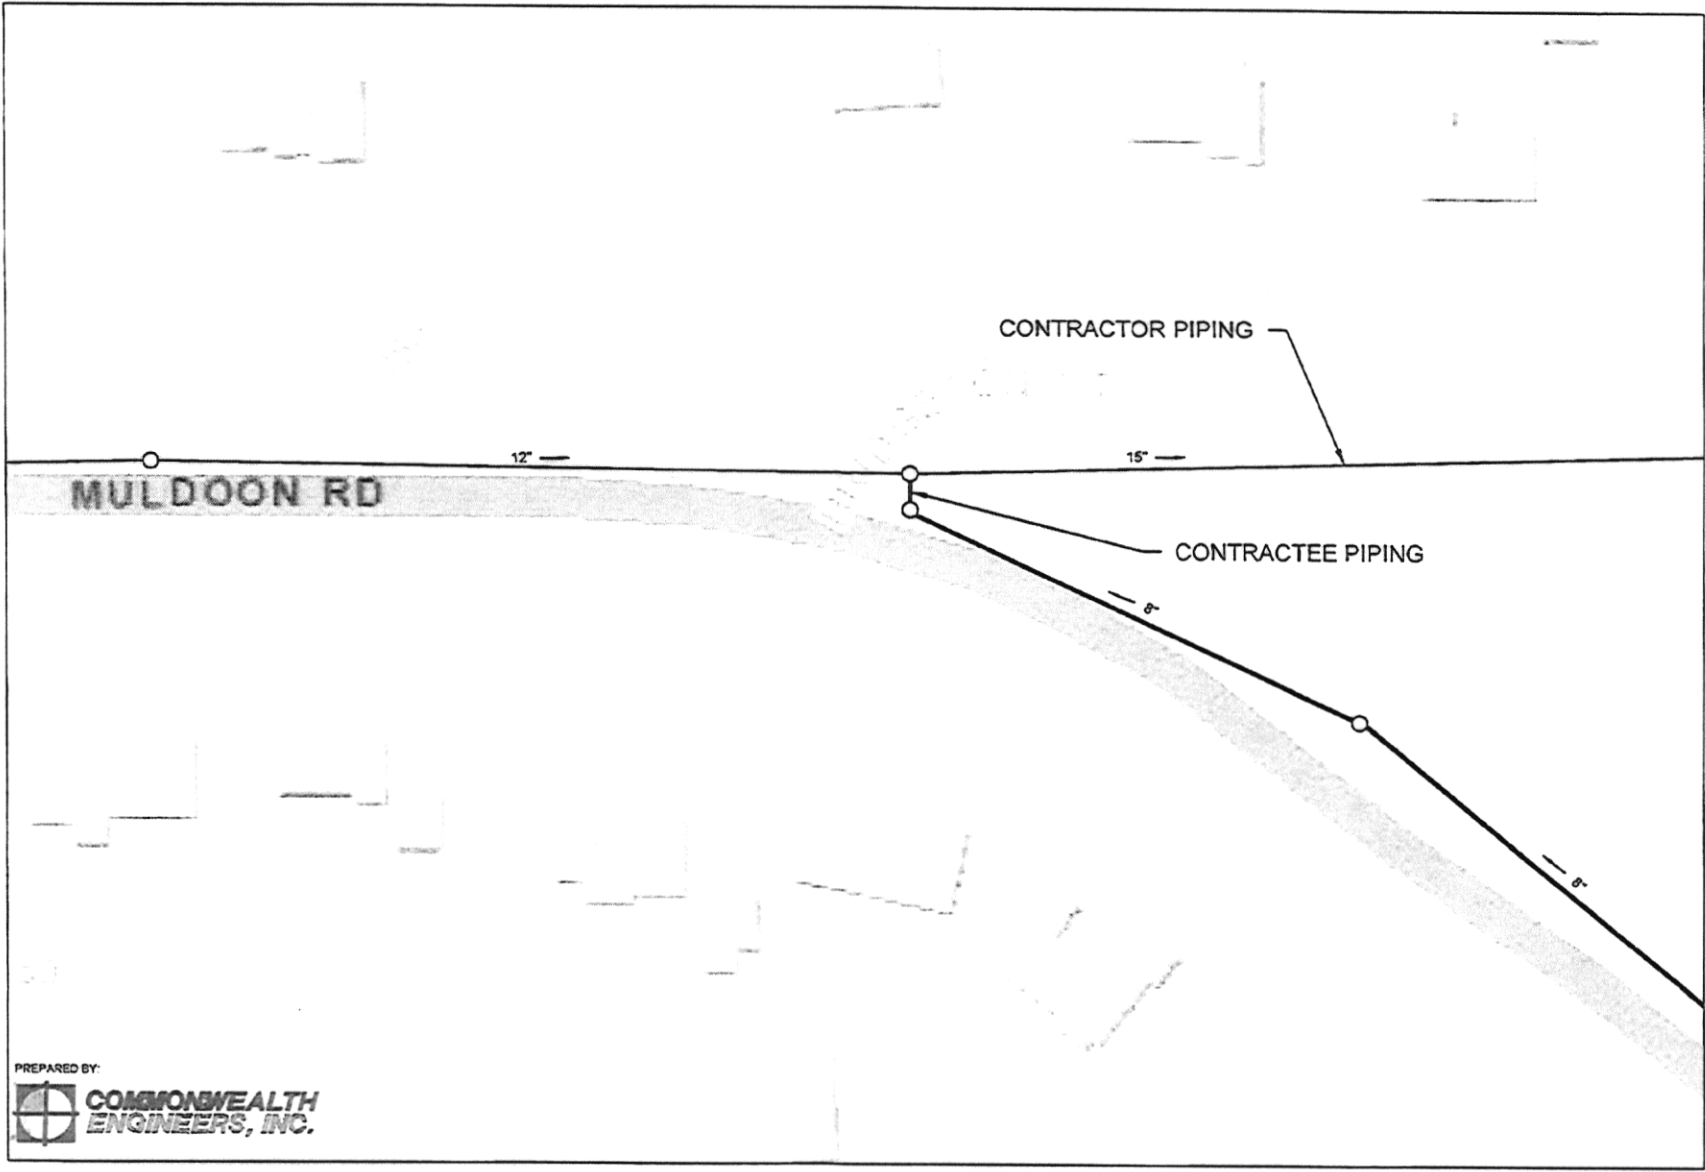 CONTRACTOR PIPING
12"
15"
MULDOON RD
CONTRACTEE PIPING
8"
8"
PREPARED BY:
COMMONWEALTH
ENGINEERS, INC.